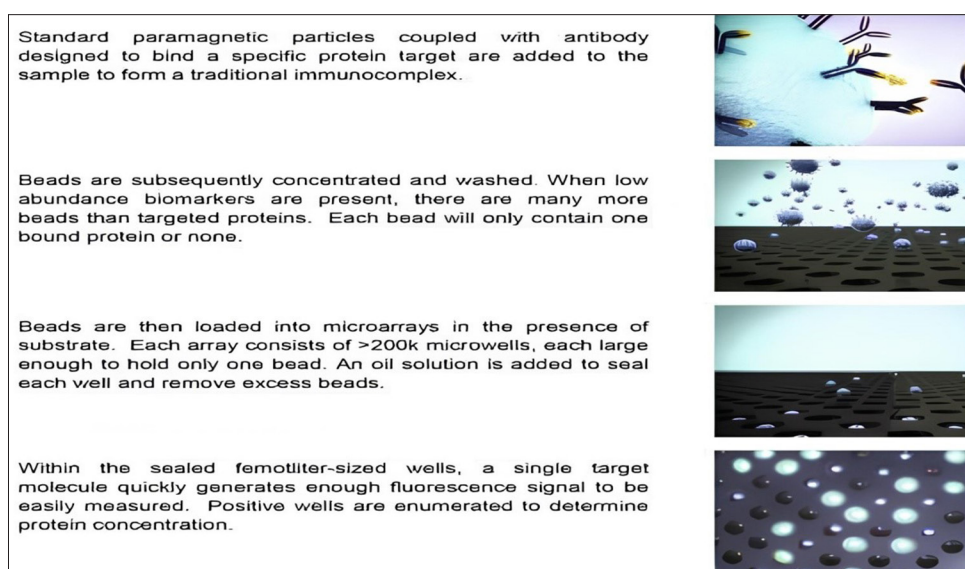 Standard paramagnetic particles coupled with antibody
designed to bind a specific protein target are added to the
sample to form a traditional immunocomplex.
Beads are subsequently concentrated and washed. When low
abundance biomarkers are present, there are many more
beads than targeted proteins. Each bead will only contain one
bound protein or none.
Beads are then loaded into microarrays in the presence of
substrate. Each array consists of >200k microwells, each large
enough to hold only one bead. An oil solution is added to seal
each well and remove excess beads.
Within the sealed femotliter-sized wells, a single target
molecule quickly generates enough fluorescence signal to be
easily measured. Positive wells are enumerated to determine
protein concentration.